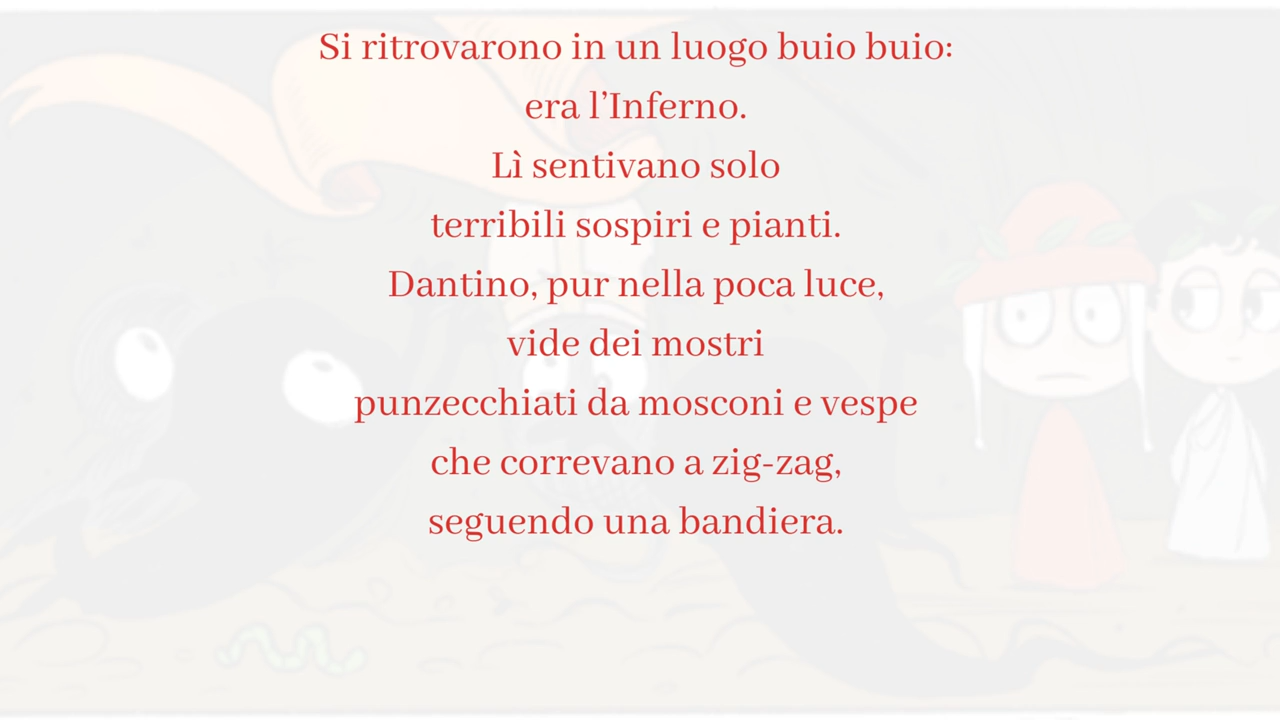 Si ritrovarono in un luogo buio buio:
era l’Inferno.
Lì sentivano solo
terribili sospiri e pianti.
Dantino, pur nella poca luce,
vide dei mostri
punzecchiati da mosconi e vespe
che correvano a zig-zag,
seguendo una bandiera.